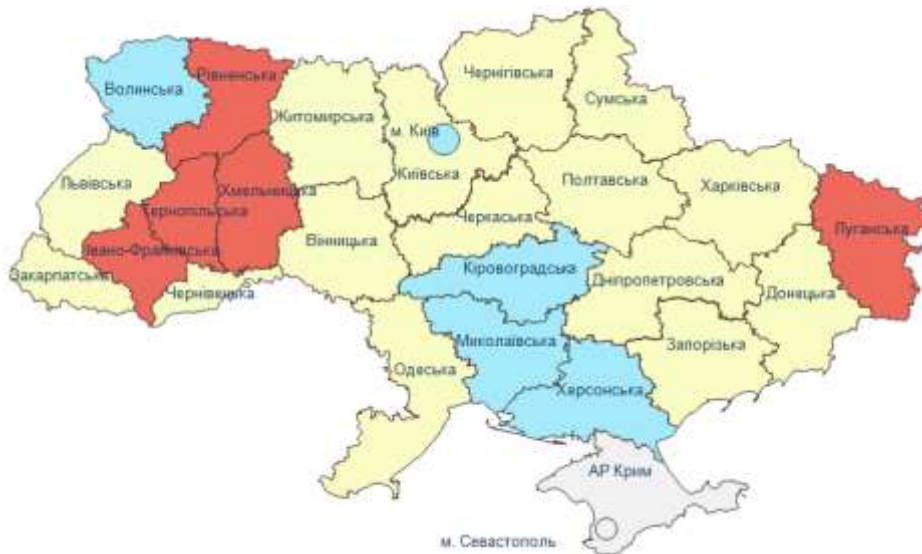 Чернігівська
Рівненська
Волинська
Сумська
Житомирська
м. Київ
Київська
Полтавська
Харківська
Львівська
Хмельницька
Тернопільська
Черкаська
Луганська
Вінницька
Івано-Франківська
Кіровоградська
Закарпатська
Дніпропетровська
Донецька
Чернівецька
Миколаївська
Запорізька
Одеська
Херсонська
АР Крим
м. Севастополь